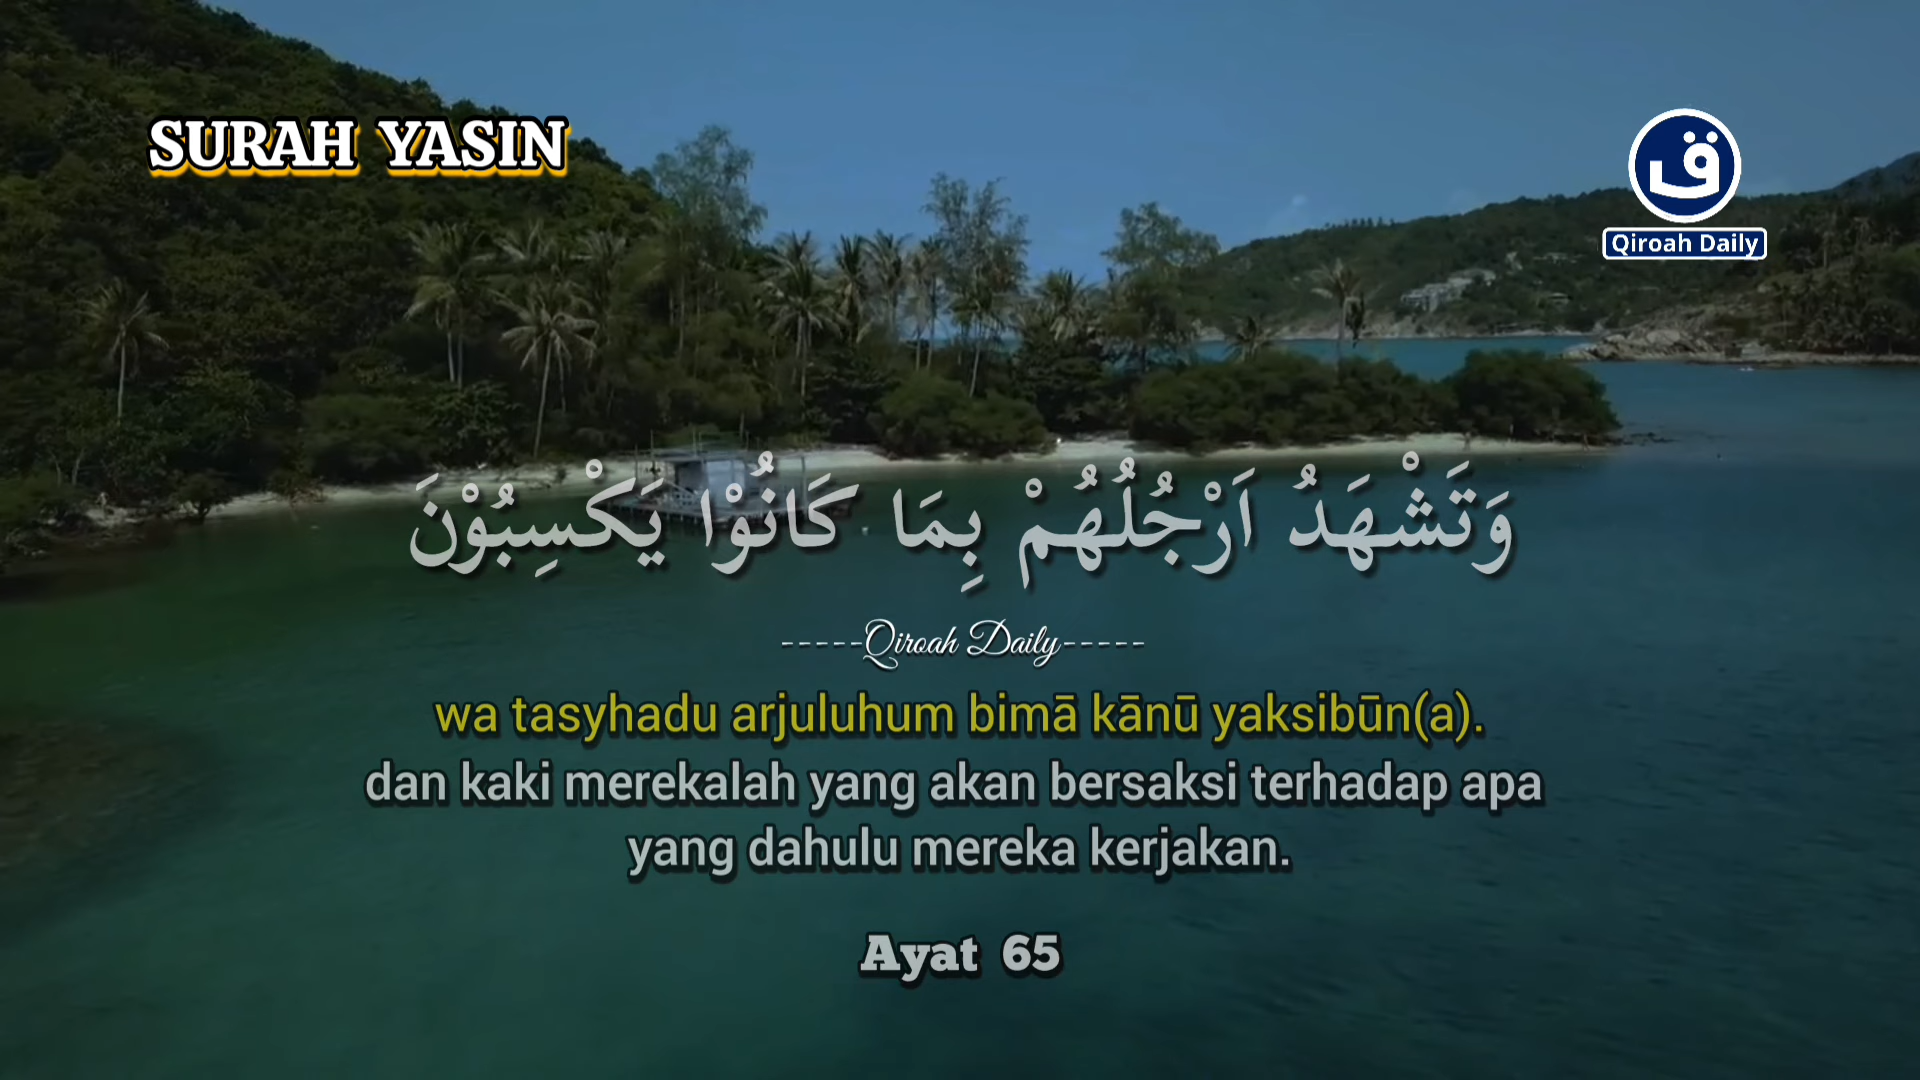 SURAH YASIN
ق
Qiroah Daily
وَتَشْهَدُ اَرْجُلُهُمْ بِمَا كَانُوْا يَكْسِبُوْنَ
-----Qiroah Daily-----
wa tasyhadu arjuluhum bimā kānū yaksibūn(a).
dan kaki merekalah yang akan bersaksi terhadap apa
yang dahulu mereka kerjakan.
Ayat 65